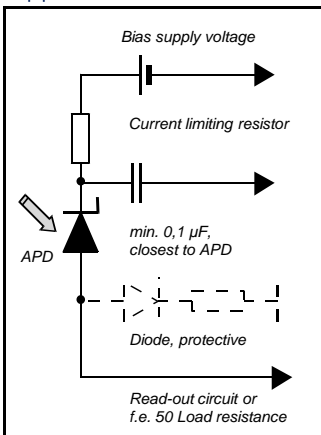 Bias supply voltage
Current limiting resistor
min. 0,1 µF,
closest to APD
APD
Diode, protective
Read-out circuit or
f.e. 50 Load resistance